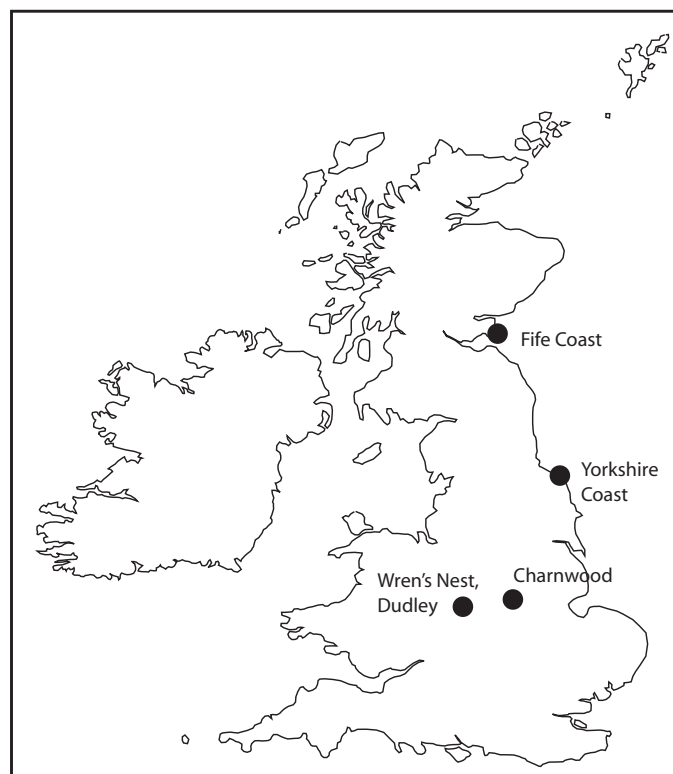 Fife Coast
Yorkshire
Coast
Charnwood
Wren's Nest,
Dudley